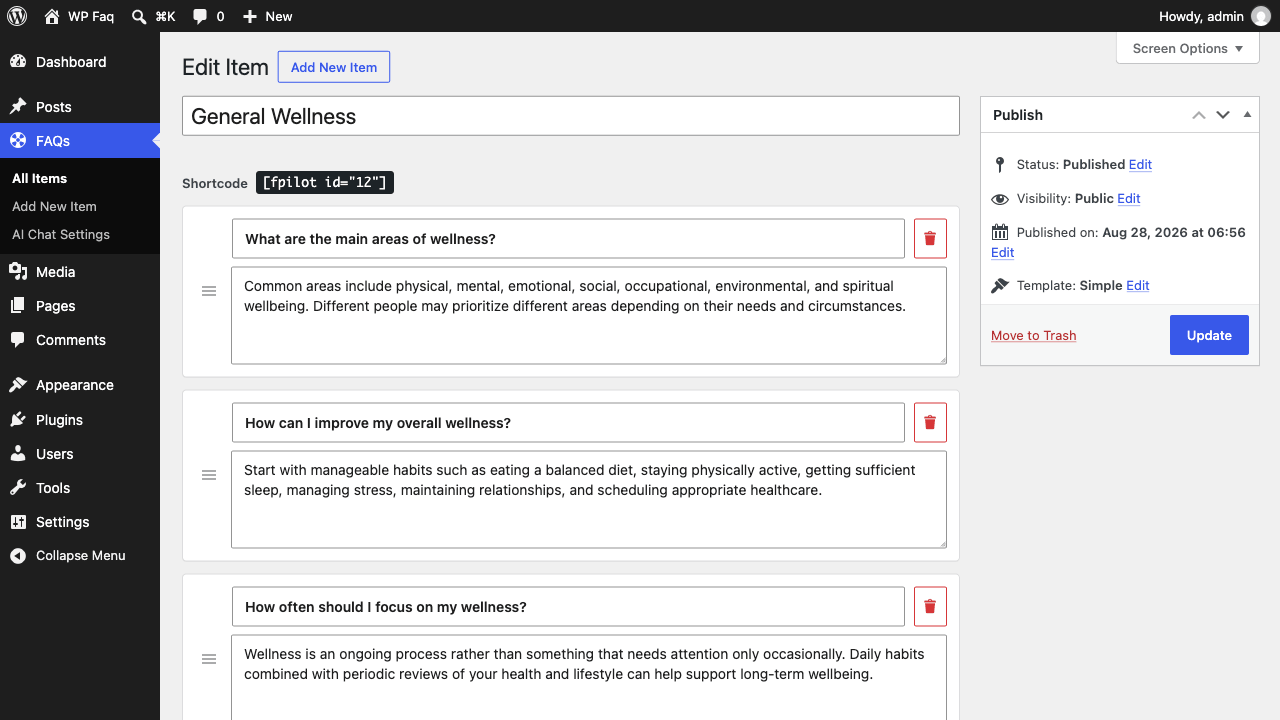 WP Faq
⌘K
0
New
Howdy, admin
Dashboard
Posts
FAQs
All Items
Add New Item
AI Chat Settings
Media
Pages
Comments
Appearance
Plugins
Users
Tools
Settings
Collapse Menu
Screen Options
Edit Item
Add New Item
General Wellness
Shortcode [fpilot id="12"]
What are the main areas of wellness?
Common areas include physical, mental, emotional, social, occupational, environmental, and spiritual
wellbeing. Different people may prioritize different areas depending on their needs and circumstances.
How can I improve my overall wellness?
Start with manageable habits such as eating a balanced diet, staying physically active, getting sufficient
sleep, managing stress, maintaining relationships, and scheduling appropriate healthcare.
How often should I focus on my wellness?
Wellness is an ongoing process rather than something that needs attention only occasionally. Daily habits
combined with periodic reviews of your health and lifestyle can help support long-term wellbeing.
Publish
Status: Published Edit
Visibility: Public Edit
Published on: Aug 28, 2026 at 06:56
Edit
Template: Simple Edit
Move to Trash
Update